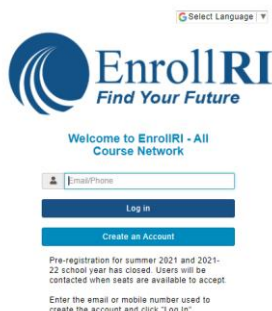 Select Language ▼
EnrollRI
Find Your Future
Welcome to EnrollRI - All
Course Network
Email/Phone
Log in
Create an Account
Pre-registration for summer 2021 and 2021-
22 school year has closed. Users will be
contacted when seats are available to accept.
Enter the email or mobile number used to
create the account and click "Log In".